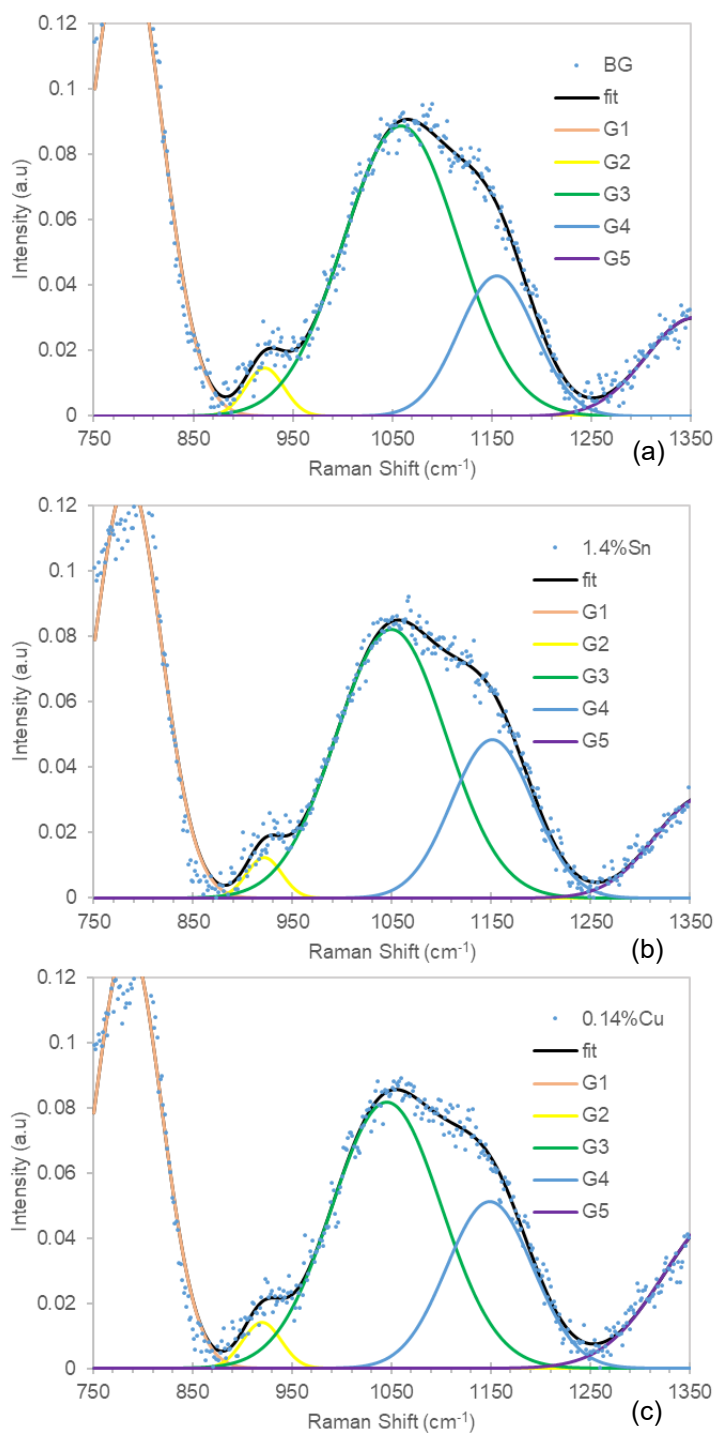 0.12
0.1
0.08
0.06
0.04
0.02
0
Intensity (a.u)
BG
fit
G1
G2
G3
G4
G5
750 850 950 1050 1150 1250 1350
Raman Shift (cm-1)
(a)
0.12
0.1
0.08
0.06
0.04
0.02
0
Intensity (a.u)
1.4%Sn
fit
G1
G2
G3
G4
G5
750 850 950 1050 1150 1250 1350
Raman Shift (cm-1)
(b)
0.12
0.1
0.08
0.06
0.04
0.02
0
Intensity (a.u)
0.14%Cu
fit
G1
G2
G3
G4
G5
750 850 950 1050 1150 1250 1350
Raman Shift (cm-1)
(c)